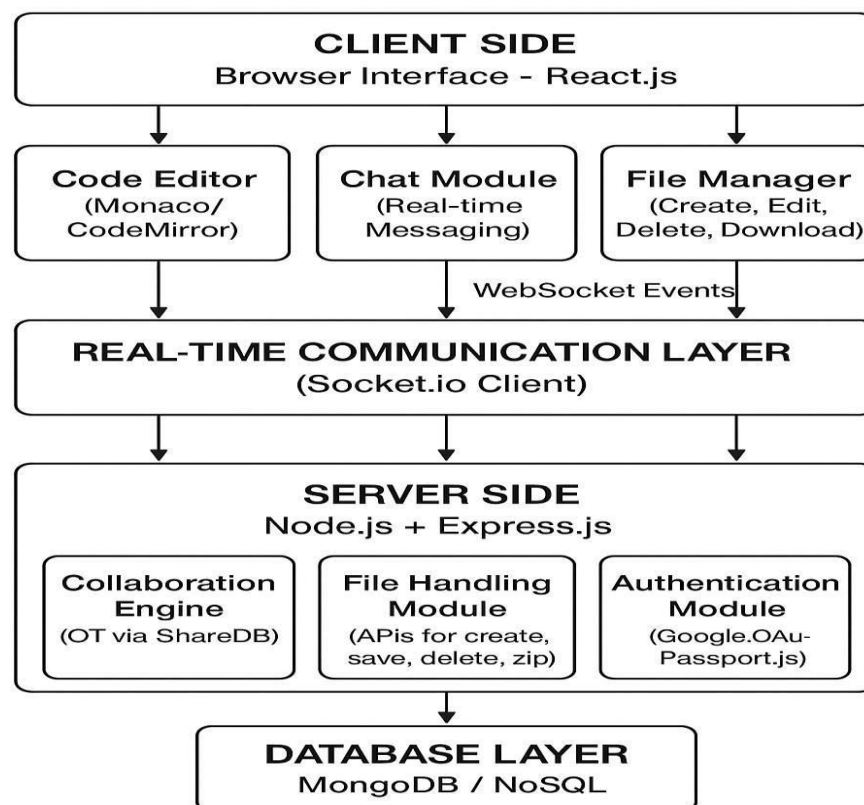 CLIENT SIDE
Browser Interface - React.js
Code Editor
(Monaco/
CodeMirror)
Chat Module
(Real-time
Messaging)
File Manager
(Create, Edit,
Delete, Download)
WebSocket Events
REAL-TIME COMMUNICATION LAYER
(Socket.io Client)
SERVER SIDE
Node.js + Express.js
Collaboration
Engine
(OT via ShareDB)
File Handling
Module
(APis for create,
save, delete, zip)
Authentication
Module
(Google.OAu-
Passport.js)
DATABASE LAYER
MongoDB / NoSQL